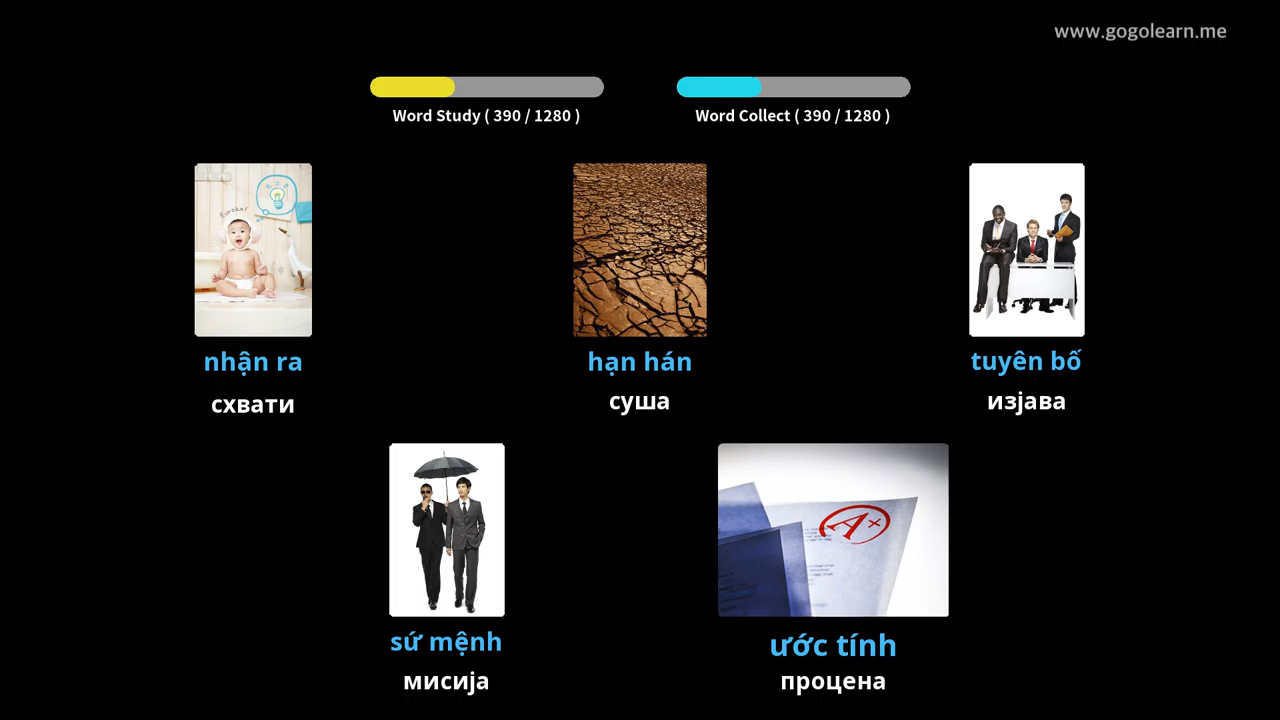 www.gogolearn.me
Word Study ( 390 / 1280 )
Word Collect ( 390 / 1280 )
Eureka!
nhận ra
схвати
hạn hán
суша
tuyên bố
изјава
A+
sứ mệnh
мисија
ước tính
процена